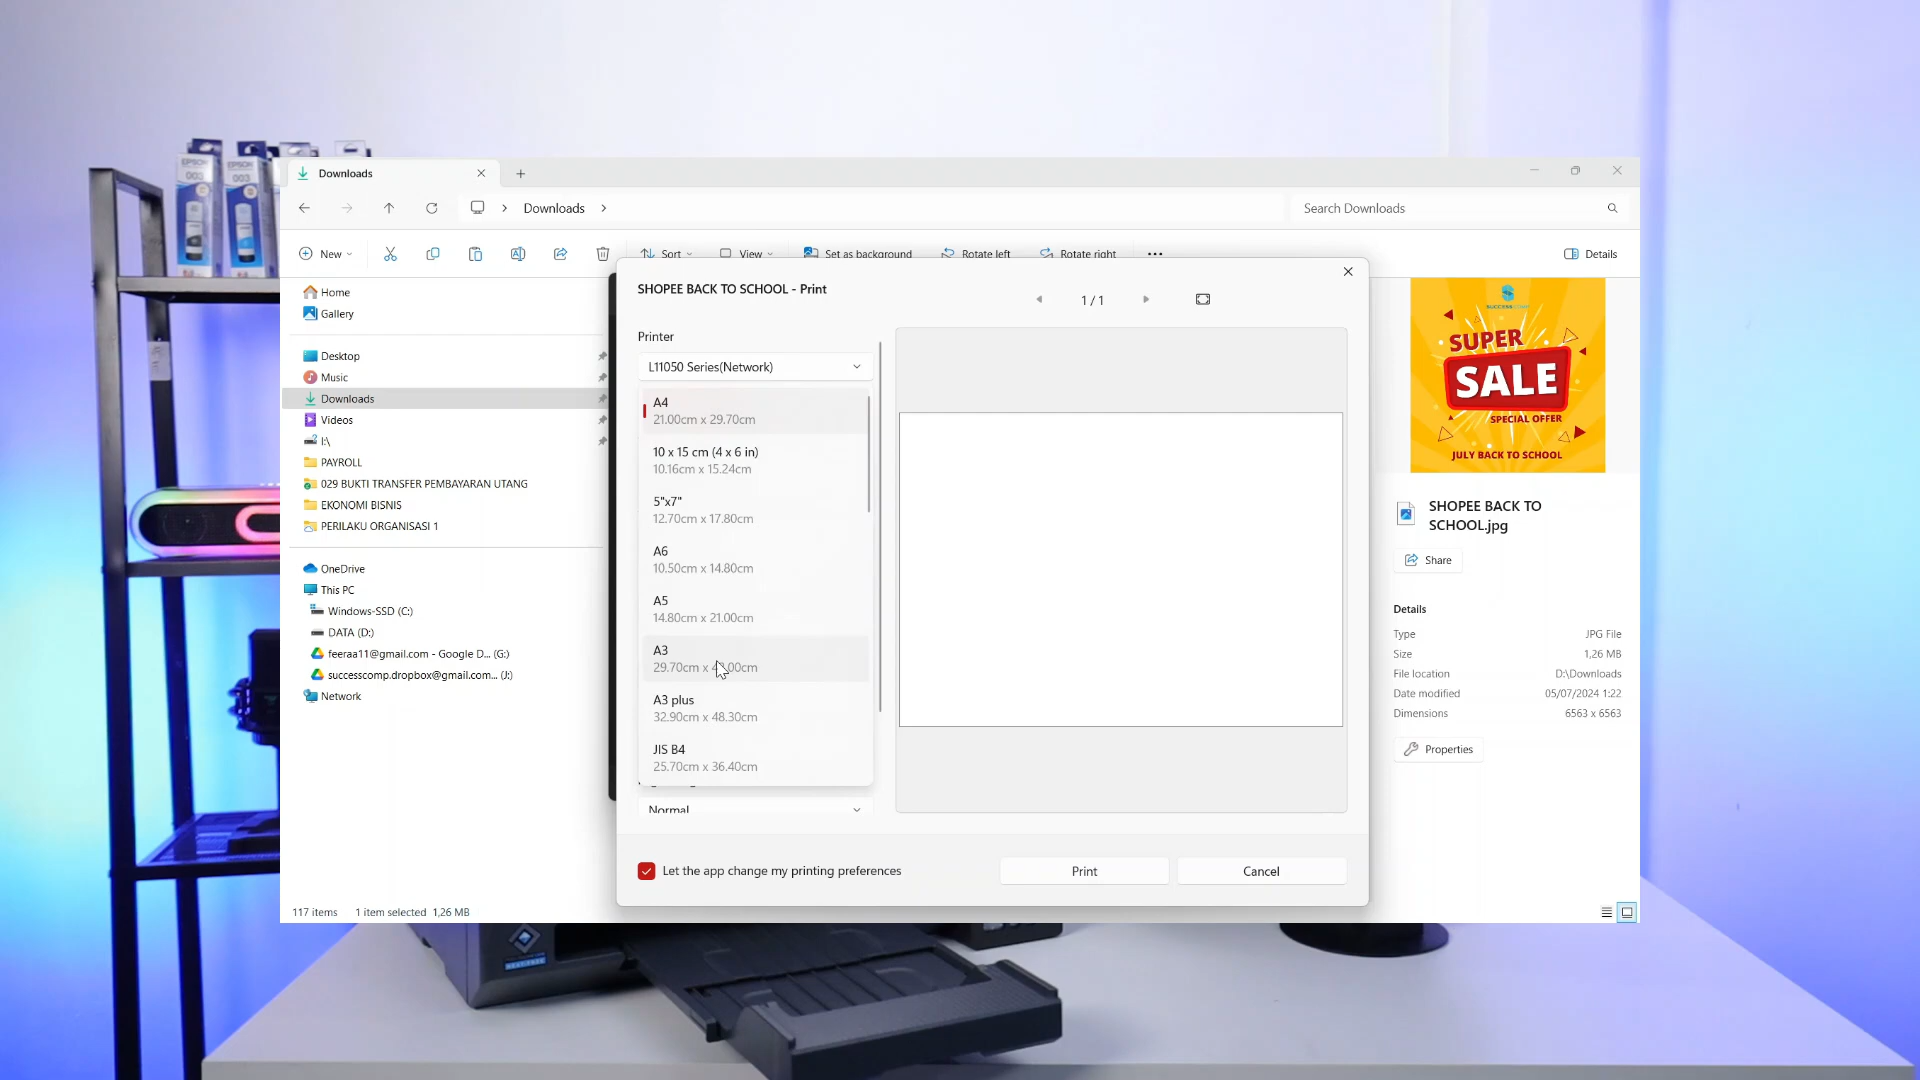 EPSON
003
EPSON
003
Downloads
Downloads
Search Downloads
New
Sort
View
Set as background
Rotate left
Rotate right
Details
Home
Gallery
Desktop
Music
Downloads
Videos
I:\
PAYROLL
029 BUKTI TRANSFER PEMBAYARAN UTANG
EKONOMI BISNIS
PERILAKU ORGANISASI 1
OneDrive
This PC
Windows-SSD (C:)
DATA (D:)
feeraa11@gmail.com - Google D... (G:)
successcomp.dropbox@gmail.com... (J:)
Network
117 items 1 item selected 1,26 MB
SHOPEE BACK TO SCHOOL - Print
1 / 1
Printer
L11050 Series(Network)
A4
21.00cm x 29.70cm
10 x 15 cm (4 x 6 in)
10.16cm x 15.24cm
5"x7"
12.70cm x 17.80cm
A6
10.50cm x 14.80cm
A5
14.80cm x 21.00cm
A3
29.70cm x
A3 plus
32.90cm x 48.30cm
JIS B4
25.70cm x 36.40cm
Normal
Let the app change my printing preferences
Print
Cancel
SUPER
SALE
SPECIAL OFFER
JULY BACK TO SCHOOL
SHOPEE BACK TO
SCHOOL.jpg
Share
Details
Type JPG File
Size 1,26 MB
File location D:\Downloads
Date modified 05/07/2024 1:22
Dimensions 6563 x 6563
Properties